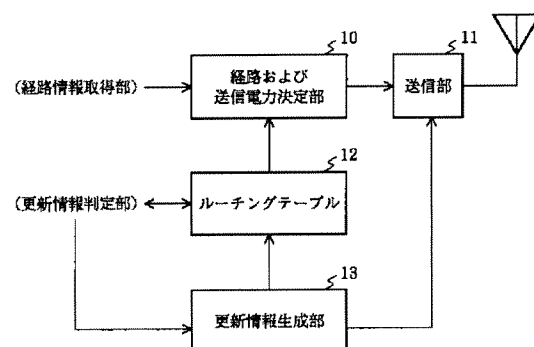 10
11
(経路情報取得部)
経路および
送信電力決定部
送信部
12
(更新情報判定部)
ルーチングテーブル
13
更新情報生成部